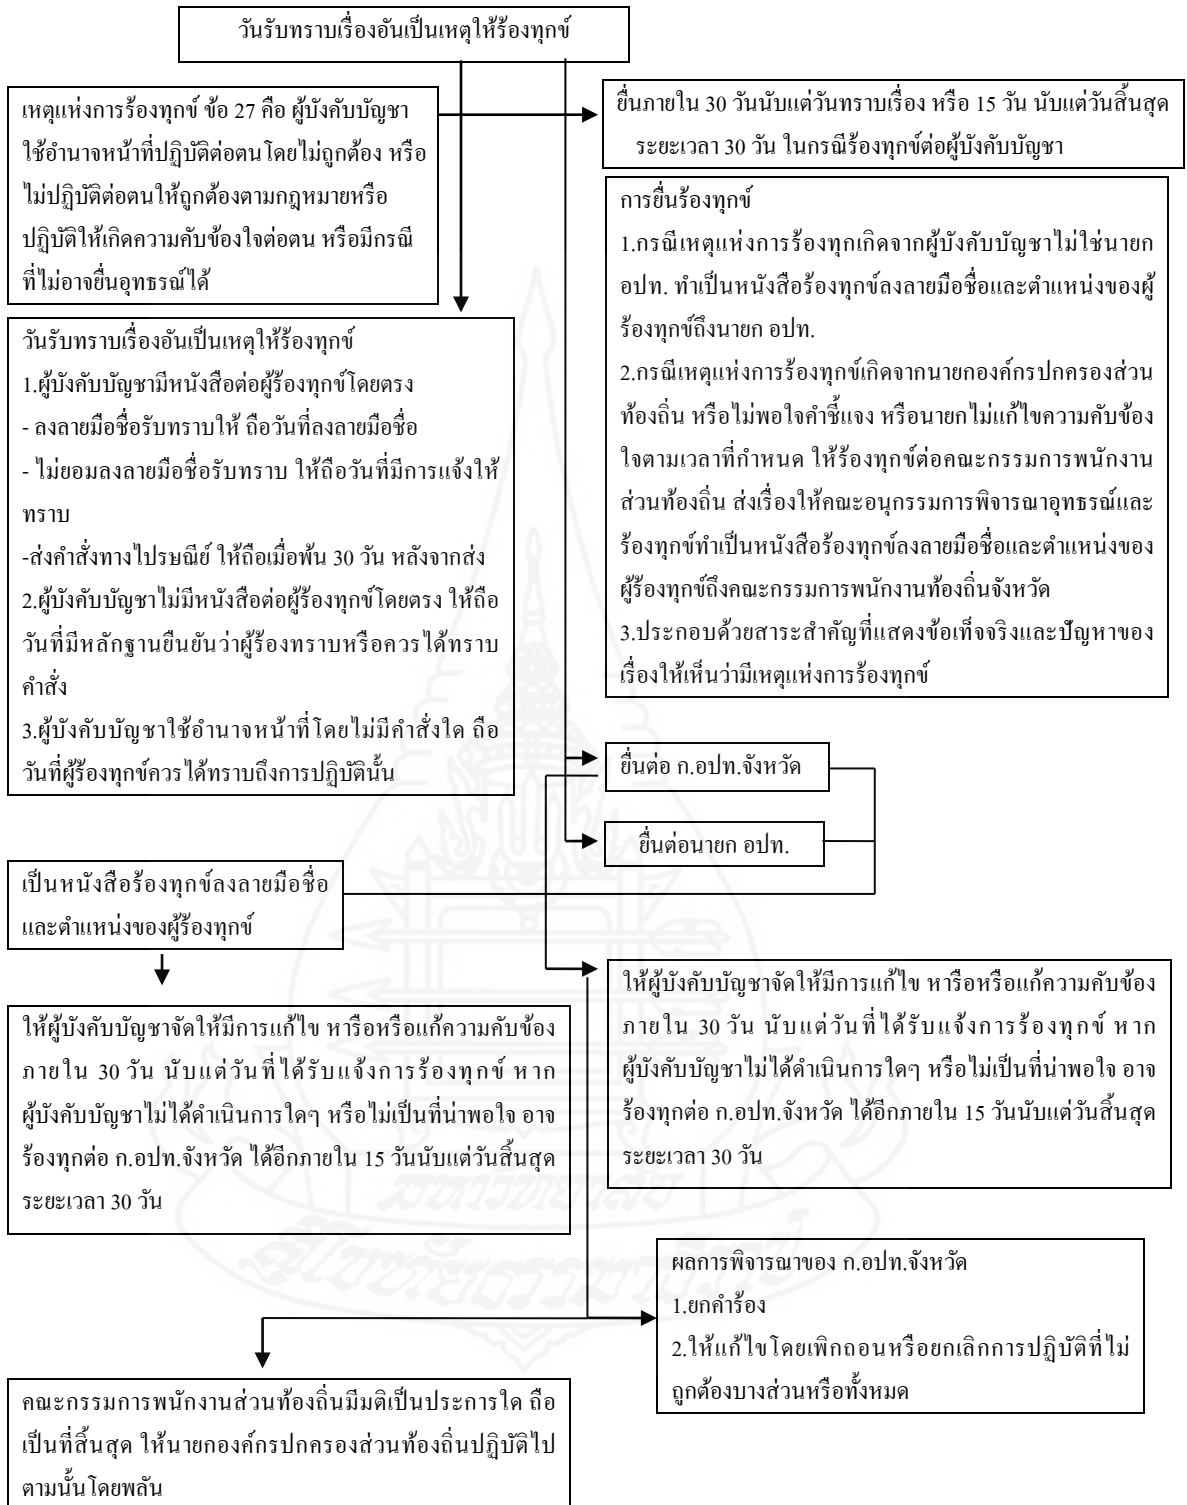 วันรับทราบเรื่องอันเป็นเหตุให้ร้องทุกข์
เหตุแห่งการร้องทุกข์ ข้อ 27 คือ ผู้บังคับบัญชา
ใช้อำนาจหน้าที่ปฏิบัติต่อตนโดยไม่ถูกต้อง หรือ
ไม่ปฏิบัติต่อตนให้ถูกต้องตามกฎหมายหรือ
ปฏิบัติให้เกิดความคับข้องใจต่อตน หรือมีกรณี
ที่ไม่อาจยื่นอุทธรณ์ได้
ยื่นภายใน 30 วันนับแต่วันทราบเรื่อง หรือ 15 วัน นับแต่วันสิ้นสุด
ระยะเวลา 30 วัน ในกรณีร้องทุกข์ต่อผู้บังคับบัญชา
การยื่นร้องทุกข์
1.กรณีเหตุแห่งการร้องทุกเกิดจากผู้บังคับบัญชาไม่ใช่นายก
อปท. ทำเป็นหนังสือร้องทุกข์ลงลายมือชื่อและตำแหน่งของผู้
ร้องทุกข์ถึงนายก อปท.
2.กรณีเหตุแห่งการร้องทุกข์เกิดจากนายกองค์กรปกครองส่วน
ท้องถิ่น หรือไม่พอใจคำชี้แจง หรือนายกไม่แก้ไขความคับข้อง
ใจตามเวลาที่กำหนด ให้ร้องทุกข์ต่อคณะกรรมการพนักงาน
ส่วนท้องถิ่น ส่งเรื่องให้คณะอนุกรรมการพิจารณาอุทธรณ์และ
ร้องทุกข์ทำเป็นหนังสือร้องทุกข์ลงลายมือชื่อและตำแหน่งของ
ผู้ร้องทุกข์ถึงคณะกรรมการพนักงานท้องถิ่นจังหวัด
3.ประกอบด้วยสาระสำคัญที่แสดงข้อเท็จจริงและปัญหาของ
เรื่องให้เห็นว่ามีเหตุแห่งการร้องทุกข์
วันรับทราบเรื่องอันเป็นเหตุให้ร้องทุกข์
1.ผู้บังคับบัญชามีหนังสือต่อผู้ร้องทุกข์โดยตรง
- ลงลายมือชื่อรับทราบให้ ถือวันที่ลงลายมือชื่อ
- ไม่ยอมลงลายมือชื่อรับทราบ ให้ถือวันที่มีการแจ้งให้
ทราบ
-ส่งคำสั่งทางไปรษณีย์ ให้ถือเมื่อพ้น 30 วัน หลังจากส่ง
2.ผู้บังคับบัญชาไม่มีหนังสือต่อผู้ร้องทุกข์โดยตรง ให้ถือ
วันที่มีหลักฐานยืนยันว่าผู้ร้องทราบหรือควรได้ทราบ
คำสั่ง
3.ผู้บังคับบัญชาใช้อำนาจหน้าที่โดยไม่มีคำสั่งใด ถือ
วันที่ผู้ร้องทุกข์ควรได้ทราบถึงการปฏิบัตินั้น
ยื่นต่อ ก.อปท.จังหวัด
ยื่นต่อนายก อปท.
เป็นหนังสือร้องทุกข์ลงลายมือชื่อ
และตำแหน่งของผู้ร้องทุกข์
ให้ผู้บังคับบัญชาจัดให้มีการแก้ไข หารือหรือแก้ความคับข้อง
ภายใน 30 วัน นับแต่วันที่ได้รับแจ้งการร้องทุกข์ หาก
ผู้บังคับบัญชาไม่ได้ดำเนินการใดๆ หรือไม่เป็นที่น่าพอใจ อาจ
ร้องทุกต่อ ก.อปท.จังหวัด ได้อีกภายใน 15 วันนับแต่วันสิ้นสุด
ระยะเวลา 30 วัน
ให้ผู้บังคับบัญชาจัดให้มีการแก้ไข หารือหรือแก้ความคับข้อง
ภายใน 30 วัน นับแต่วันที่ได้รับแจ้งการร้องทุกข์ หาก
ผู้บังคับบัญชาไม่ได้ดำเนินการใดๆ หรือไม่เป็นที่น่าพอใจ อาจ
ร้องทุกต่อ ก.อปท.จังหวัด ได้อีกภายใน 15 วันนับแต่วันสิ้นสุด
ระยะเวลา 30 วัน
มหาวิทยาลัย
สุโขทัยธรรมาธิราช
ผลการพิจารณาของ ก.อปท.จังหวัด
1.ยกคำร้อง
2.ให้แก้ไขโดยเพิกถอนหรือยกเลิกการปฏิบัติที่ไม่
ถูกต้องบางส่วนหรือทั้งหมด
คณะกรรมการพนักงานส่วนท้องถิ่นมีมติเป็นประการใด ถือ
เป็นที่สิ้นสุด ให้นายกองค์กรปกครองส่วนท้องถิ่นปฏิบัติไป
ตามนั้นโดยพลัน